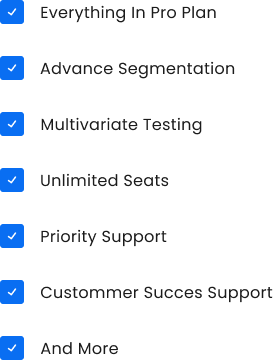 Everything In Pro Plan
Advance Segmentation
Multivariate Testing
Unlimited Seats
Priority Support
Custommer Succes Support
And More